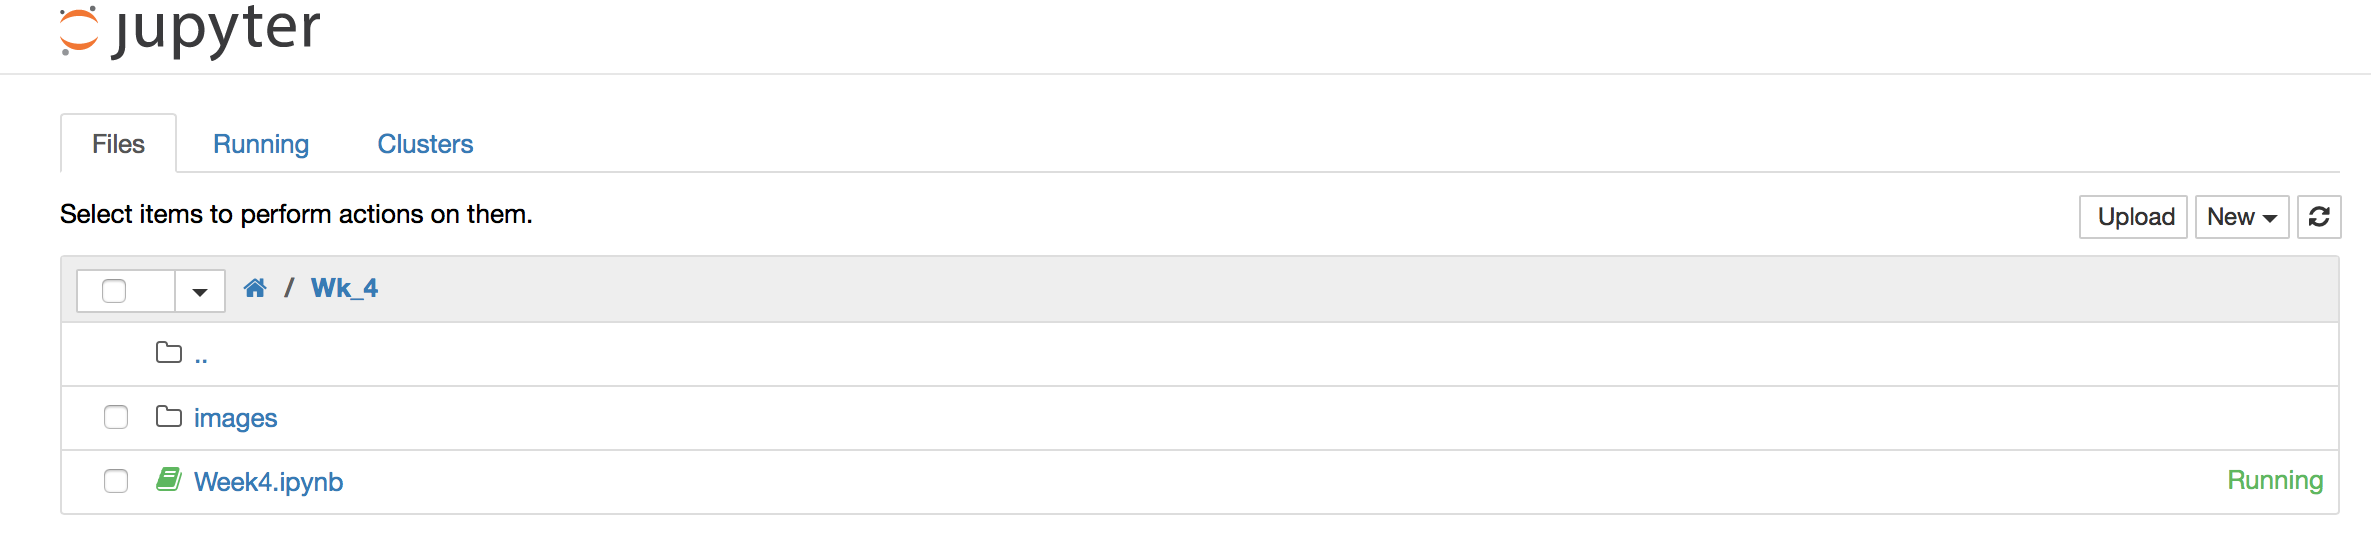 jupyter
Files Running Clusters
Select items to perform actions on them.
Upload New
/ Wk_4
..
images
Week4.ipynb Running